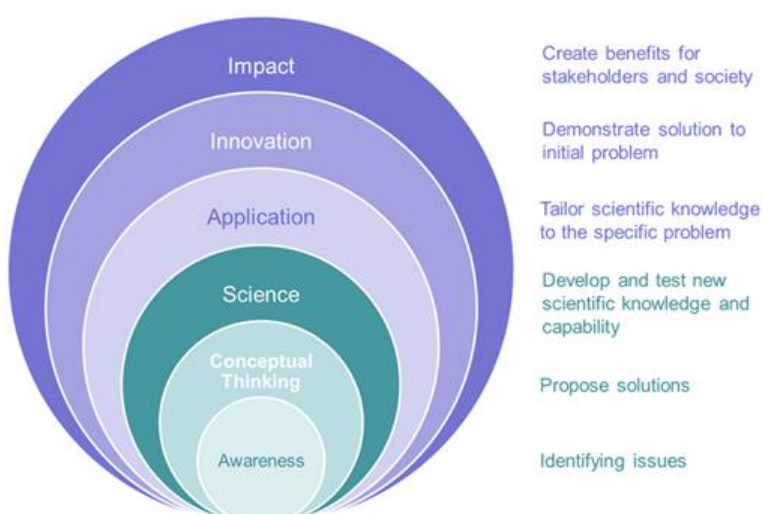 Impact
Create benefits for
stakeholders and society
Innovation
Demonstrate solution to
initial problem
Application
Tailor scientific knowledge
to the specific problem
Science
Develop and test new
scientific knowledge and
capability
Conceptual
Thinking
Propose solutions
Awareness
Identifying issues